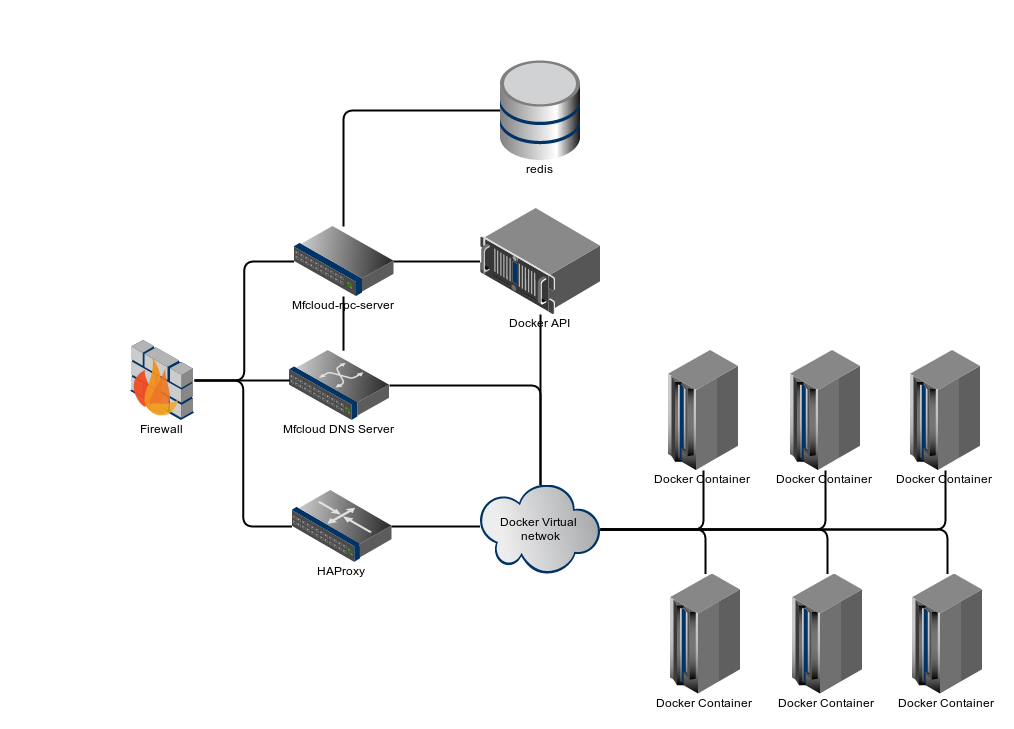 redis
Mfcloud-rpc-server
Docker API
Firewall
Mfcloud DNS Server
Docker Container
Docker Container
Docker Container
Docker Virtual
netwok
HAProxy
Docker Container
Docker Container
Docker Container